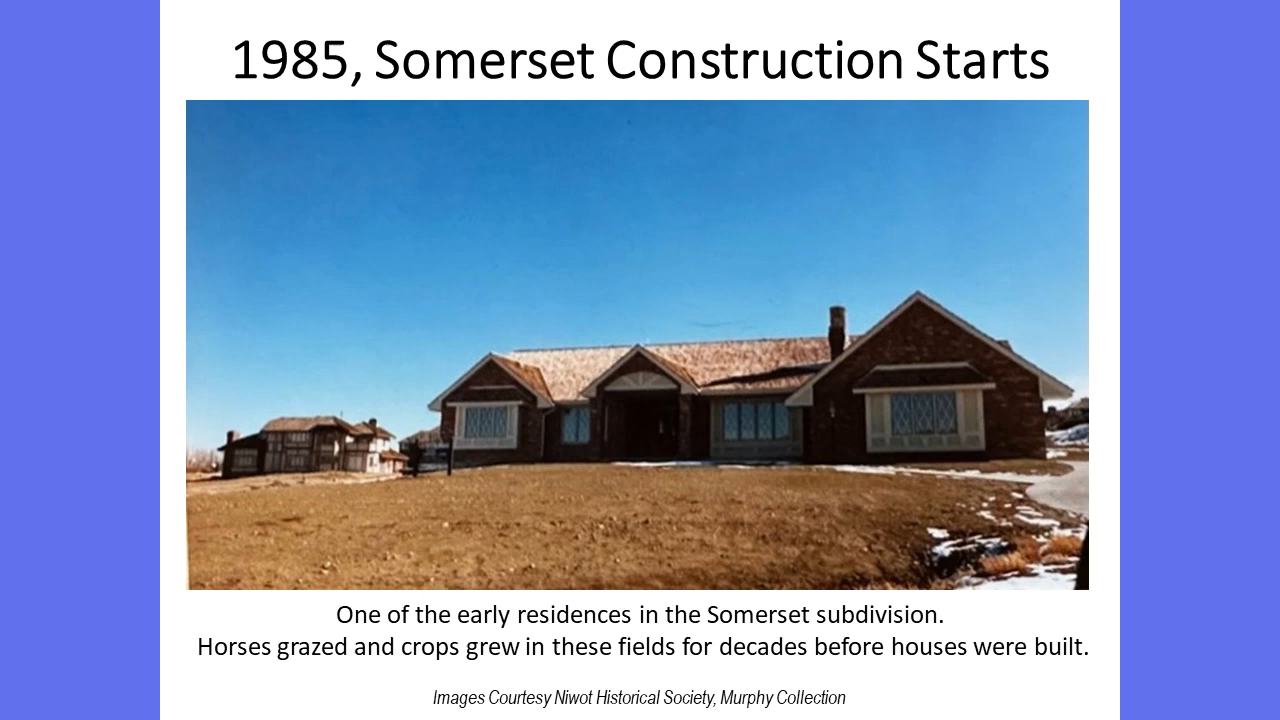 1985, Somerset Construction Starts
One of the early residences in the Somerset subdivision.
Horses grazed and crops grew in these fields for decades before houses were built.
Images Courtesy Niwot Historical Society, Murphy Collection